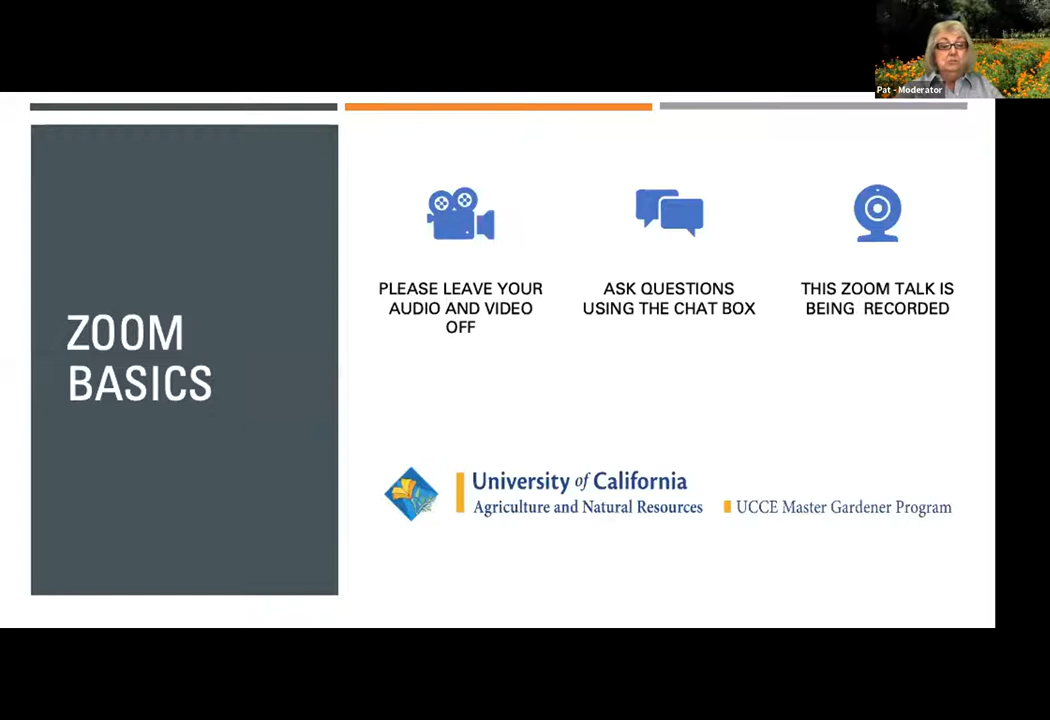 Pat - Moderator
ZOOM
BASICS
PLEASE LEAVE YOUR
AUDIO AND VIDEO
OFF
ASK QUESTIONS
USING THE CHAT BOX
THIS ZOOM TALK IS
BEING RECORDED
University of California
Agriculture and Natural Resources
UCCE Master Gardener Program